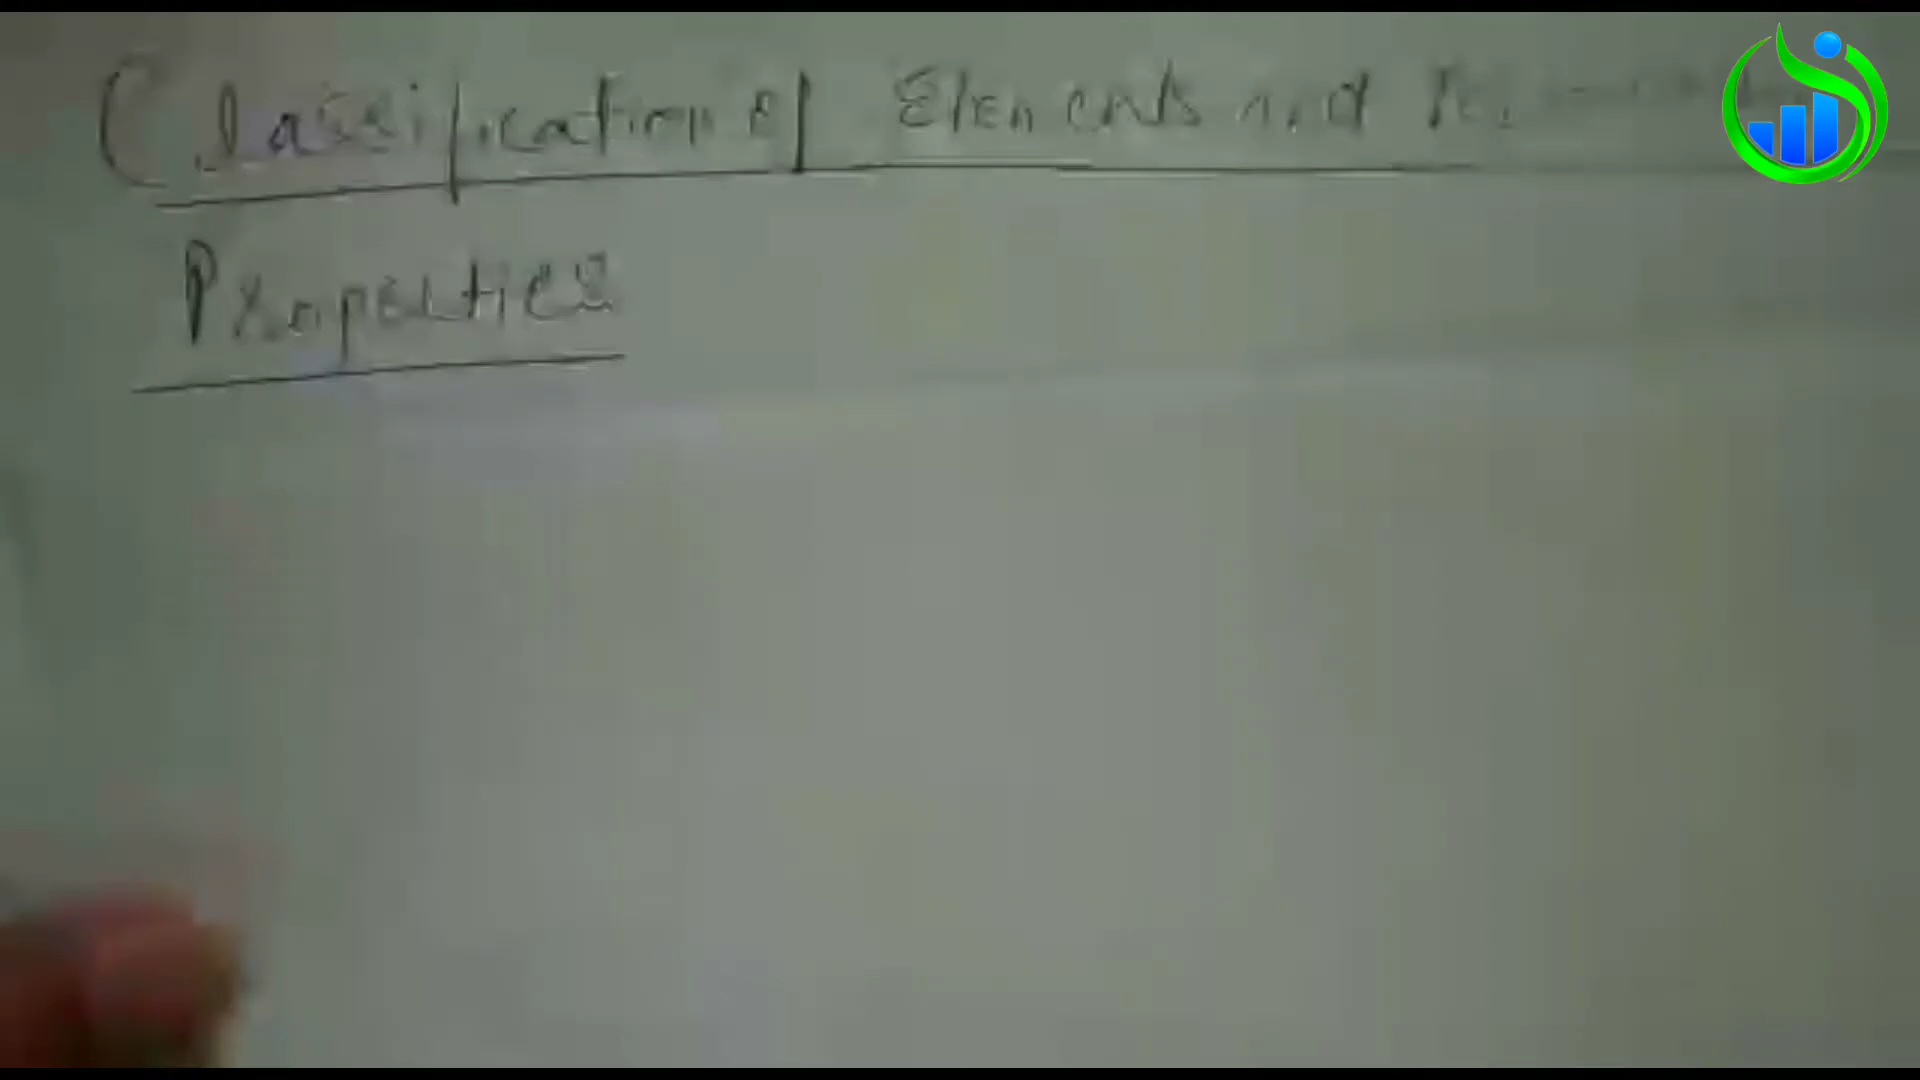 Classification of Elements and
Properties